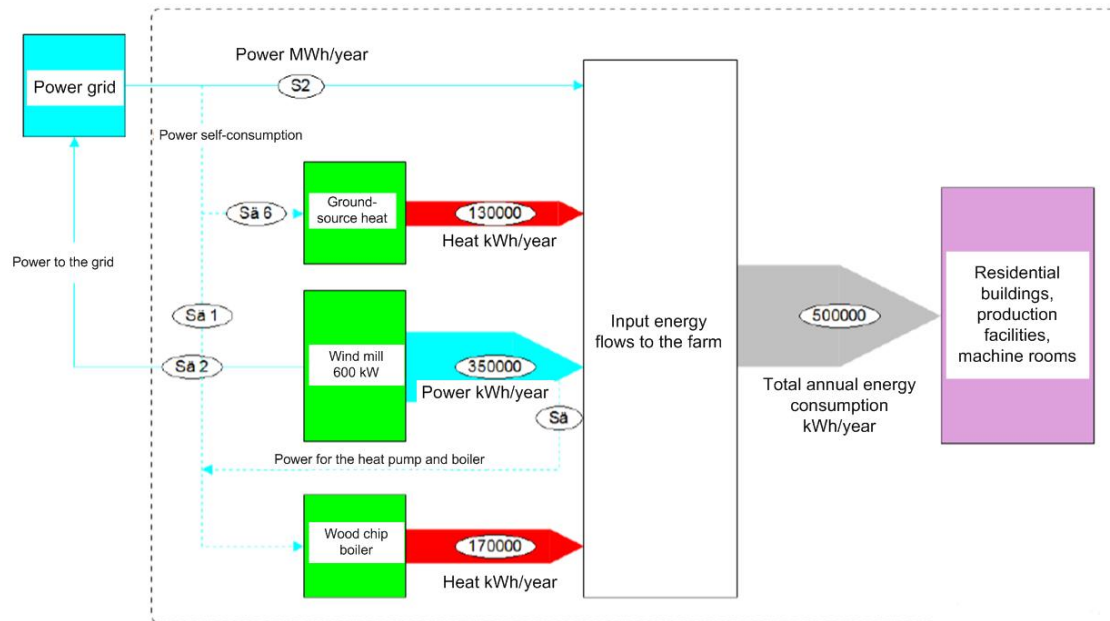 Power MWh/year
Power grid
S2
Power self-consumption
Ground-
source heat
Sä 6
130000
Heat kWh/year
Power to the grid
Sä 1
Sä 2
Wind mill
600 kW
350000
Power kWh/year
Sä
Power for the heat pump and boiler
Wood chip
boiler
170000
Heat kWh/year
Input energy
flows to the farm
500000
Total annual energy
consumption
kWh/year
Residential
buildings,
production
facilities,
machine rooms